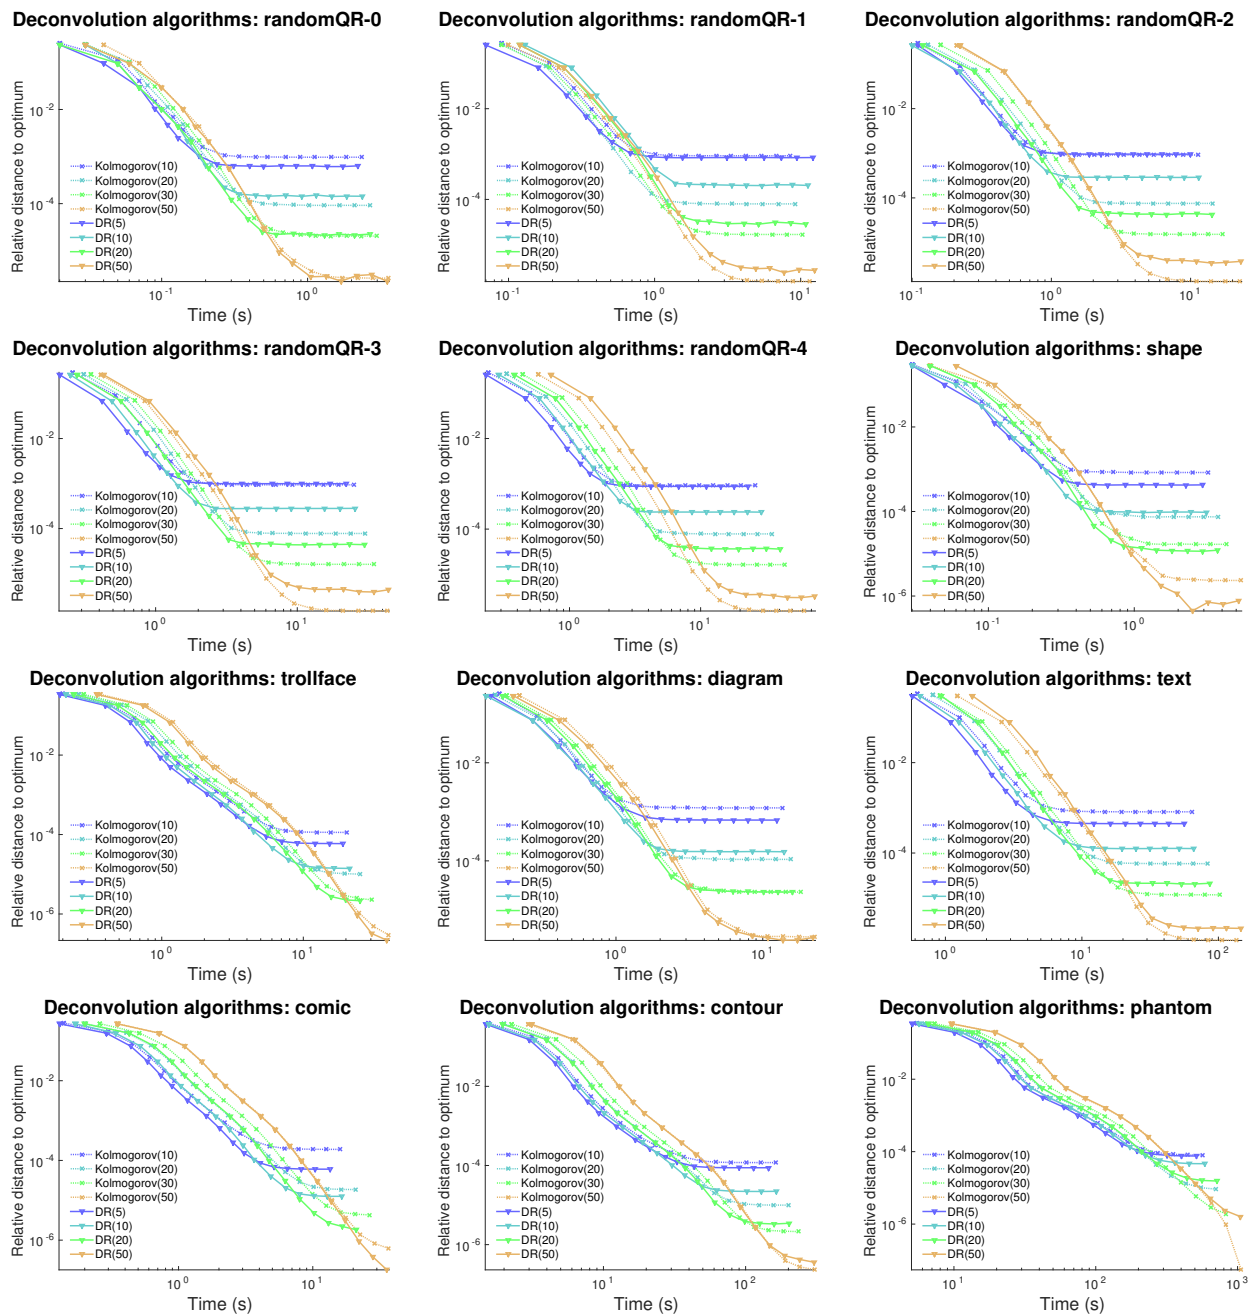 Deconvolution algorithms: randomQR-0
Relative distance to optimum
10^-2
10^-4
Kolmogorov(10)
Kolmogorov(20)
Kolmogorov(30)
Kolmogorov(50)
DR(5)
DR(10)
DR(20)
DR(50)
10^-1
10^0
Time (s)
Deconvolution algorithms: randomQR-1
Relative distance to optimum
10^-2
10^-4
Kolmogorov(10)
Kolmogorov(20)
Kolmogorov(30)
Kolmogorov(50)
DR(5)
DR(10)
DR(20)
DR(50)
10^-1
10^0
10^1
Time (s)
Deconvolution algorithms: randomQR-2
Relative distance to optimum
10^-2
10^-4
Kolmogorov(10)
Kolmogorov(20)
Kolmogorov(30)
Kolmogorov(50)
DR(5)
DR(10)
DR(20)
DR(50)
10^-1
10^0
10^1
Time (s)
Deconvolution algorithms: randomQR-3
Relative distance to optimum
10^-2
10^-4
Kolmogorov(10)
Kolmogorov(20)
Kolmogorov(30)
Kolmogorov(50)
DR(5)
DR(10)
DR(20)
DR(50)
10^0
10^1
Time (s)
Deconvolution algorithms: randomQR-4
Relative distance to optimum
10^-2
10^-4
Kolmogorov(10)
Kolmogorov(20)
Kolmogorov(30)
Kolmogorov(50)
DR(5)
DR(10)
DR(20)
DR(50)
10^0
10^1
Time (s)
Deconvolution algorithms: shape
Relative distance to optimum
10^-2
10^-4
10^-6
Kolmogorov(10)
Kolmogorov(20)
Kolmogorov(30)
Kolmogorov(50)
DR(5)
DR(10)
DR(20)
DR(50)
10^-1
10^0
Time (s)
Deconvolution algorithms: trollface
Relative distance to optimum
10^-2
10^-4
10^-6
Kolmogorov(10)
Kolmogorov(20)
Kolmogorov(30)
Kolmogorov(50)
DR(5)
DR(10)
DR(20)
DR(50)
10^0
10^1
Time (s)
Deconvolution algorithms: diagram
Relative distance to optimum
10^-2
10^-4
Kolmogorov(10)
Kolmogorov(20)
Kolmogorov(30)
Kolmogorov(50)
DR(5)
DR(10)
DR(20)
DR(50)
10^0
10^1
Time (s)
Deconvolution algorithms: text
Relative distance to optimum
10^-2
10^-4
Kolmogorov(10)
Kolmogorov(20)
Kolmogorov(30)
Kolmogorov(50)
DR(5)
DR(10)
DR(20)
DR(50)
10^0
10^1
10^2
Time (s)
Deconvolution algorithms: comic
Relative distance to optimum
10^-2
10^-4
10^-6
Kolmogorov(10)
Kolmogorov(20)
Kolmogorov(30)
Kolmogorov(50)
DR(5)
DR(10)
DR(20)
DR(50)
10^0
10^1
Time (s)
Deconvolution algorithms: contour
Relative distance to optimum
10^-2
10^-4
10^-6
Kolmogorov(10)
Kolmogorov(20)
Kolmogorov(30)
Kolmogorov(50)
DR(5)
DR(10)
DR(20)
DR(50)
10^1
10^2
Time (s)
Deconvolution algorithms: phantom
Relative distance to optimum
10^-2
10^-4
10^-6
Kolmogorov(10)
Kolmogorov(20)
Kolmogorov(30)
Kolmogorov(50)
DR(5)
DR(10)
DR(20)
DR(50)
10^1
10^2
10^3
Time (s)